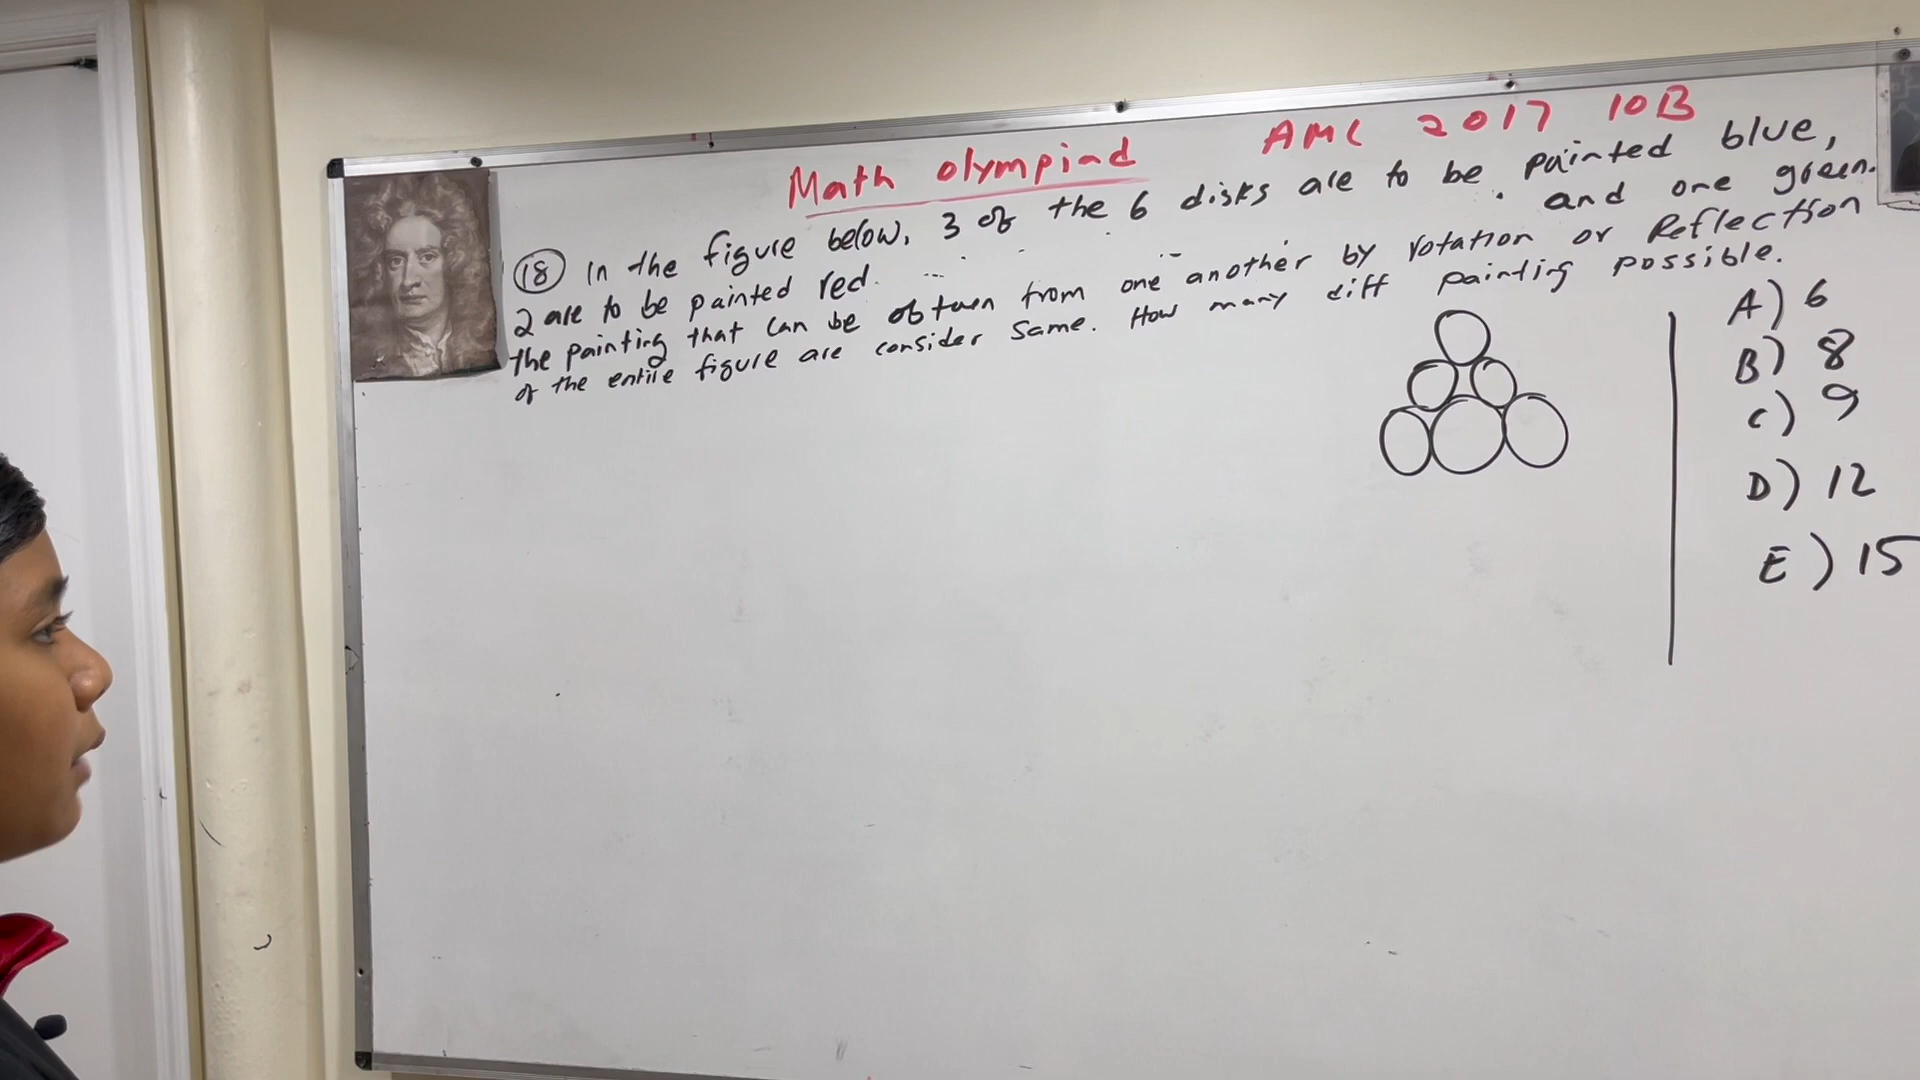 Math olympiad AMC 2017 10B
18 In the figure below, 3 of the 6 disks are to be painted blue,
2 are to be painted red. and one green.
the painting that can be obtain from one another by rotation or Reflection
of the entire figure are consider same. How many diff painting possible.
A) 6
B) 8
C) 9
D) 12
E) 15